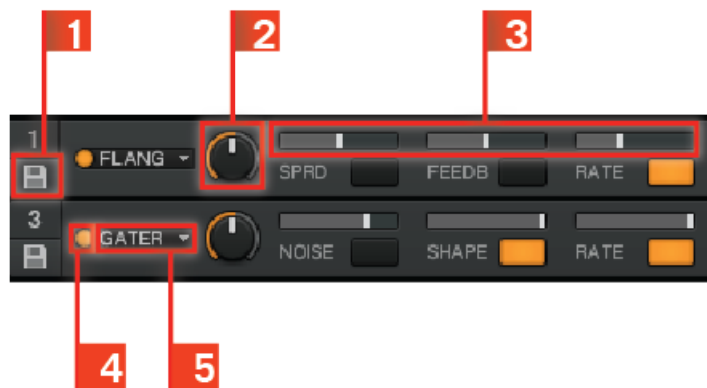 1 2 3
1 FLANG
SPRD FEEDB RATE
3 GATER
NOISE SHAPE RATE
4 5